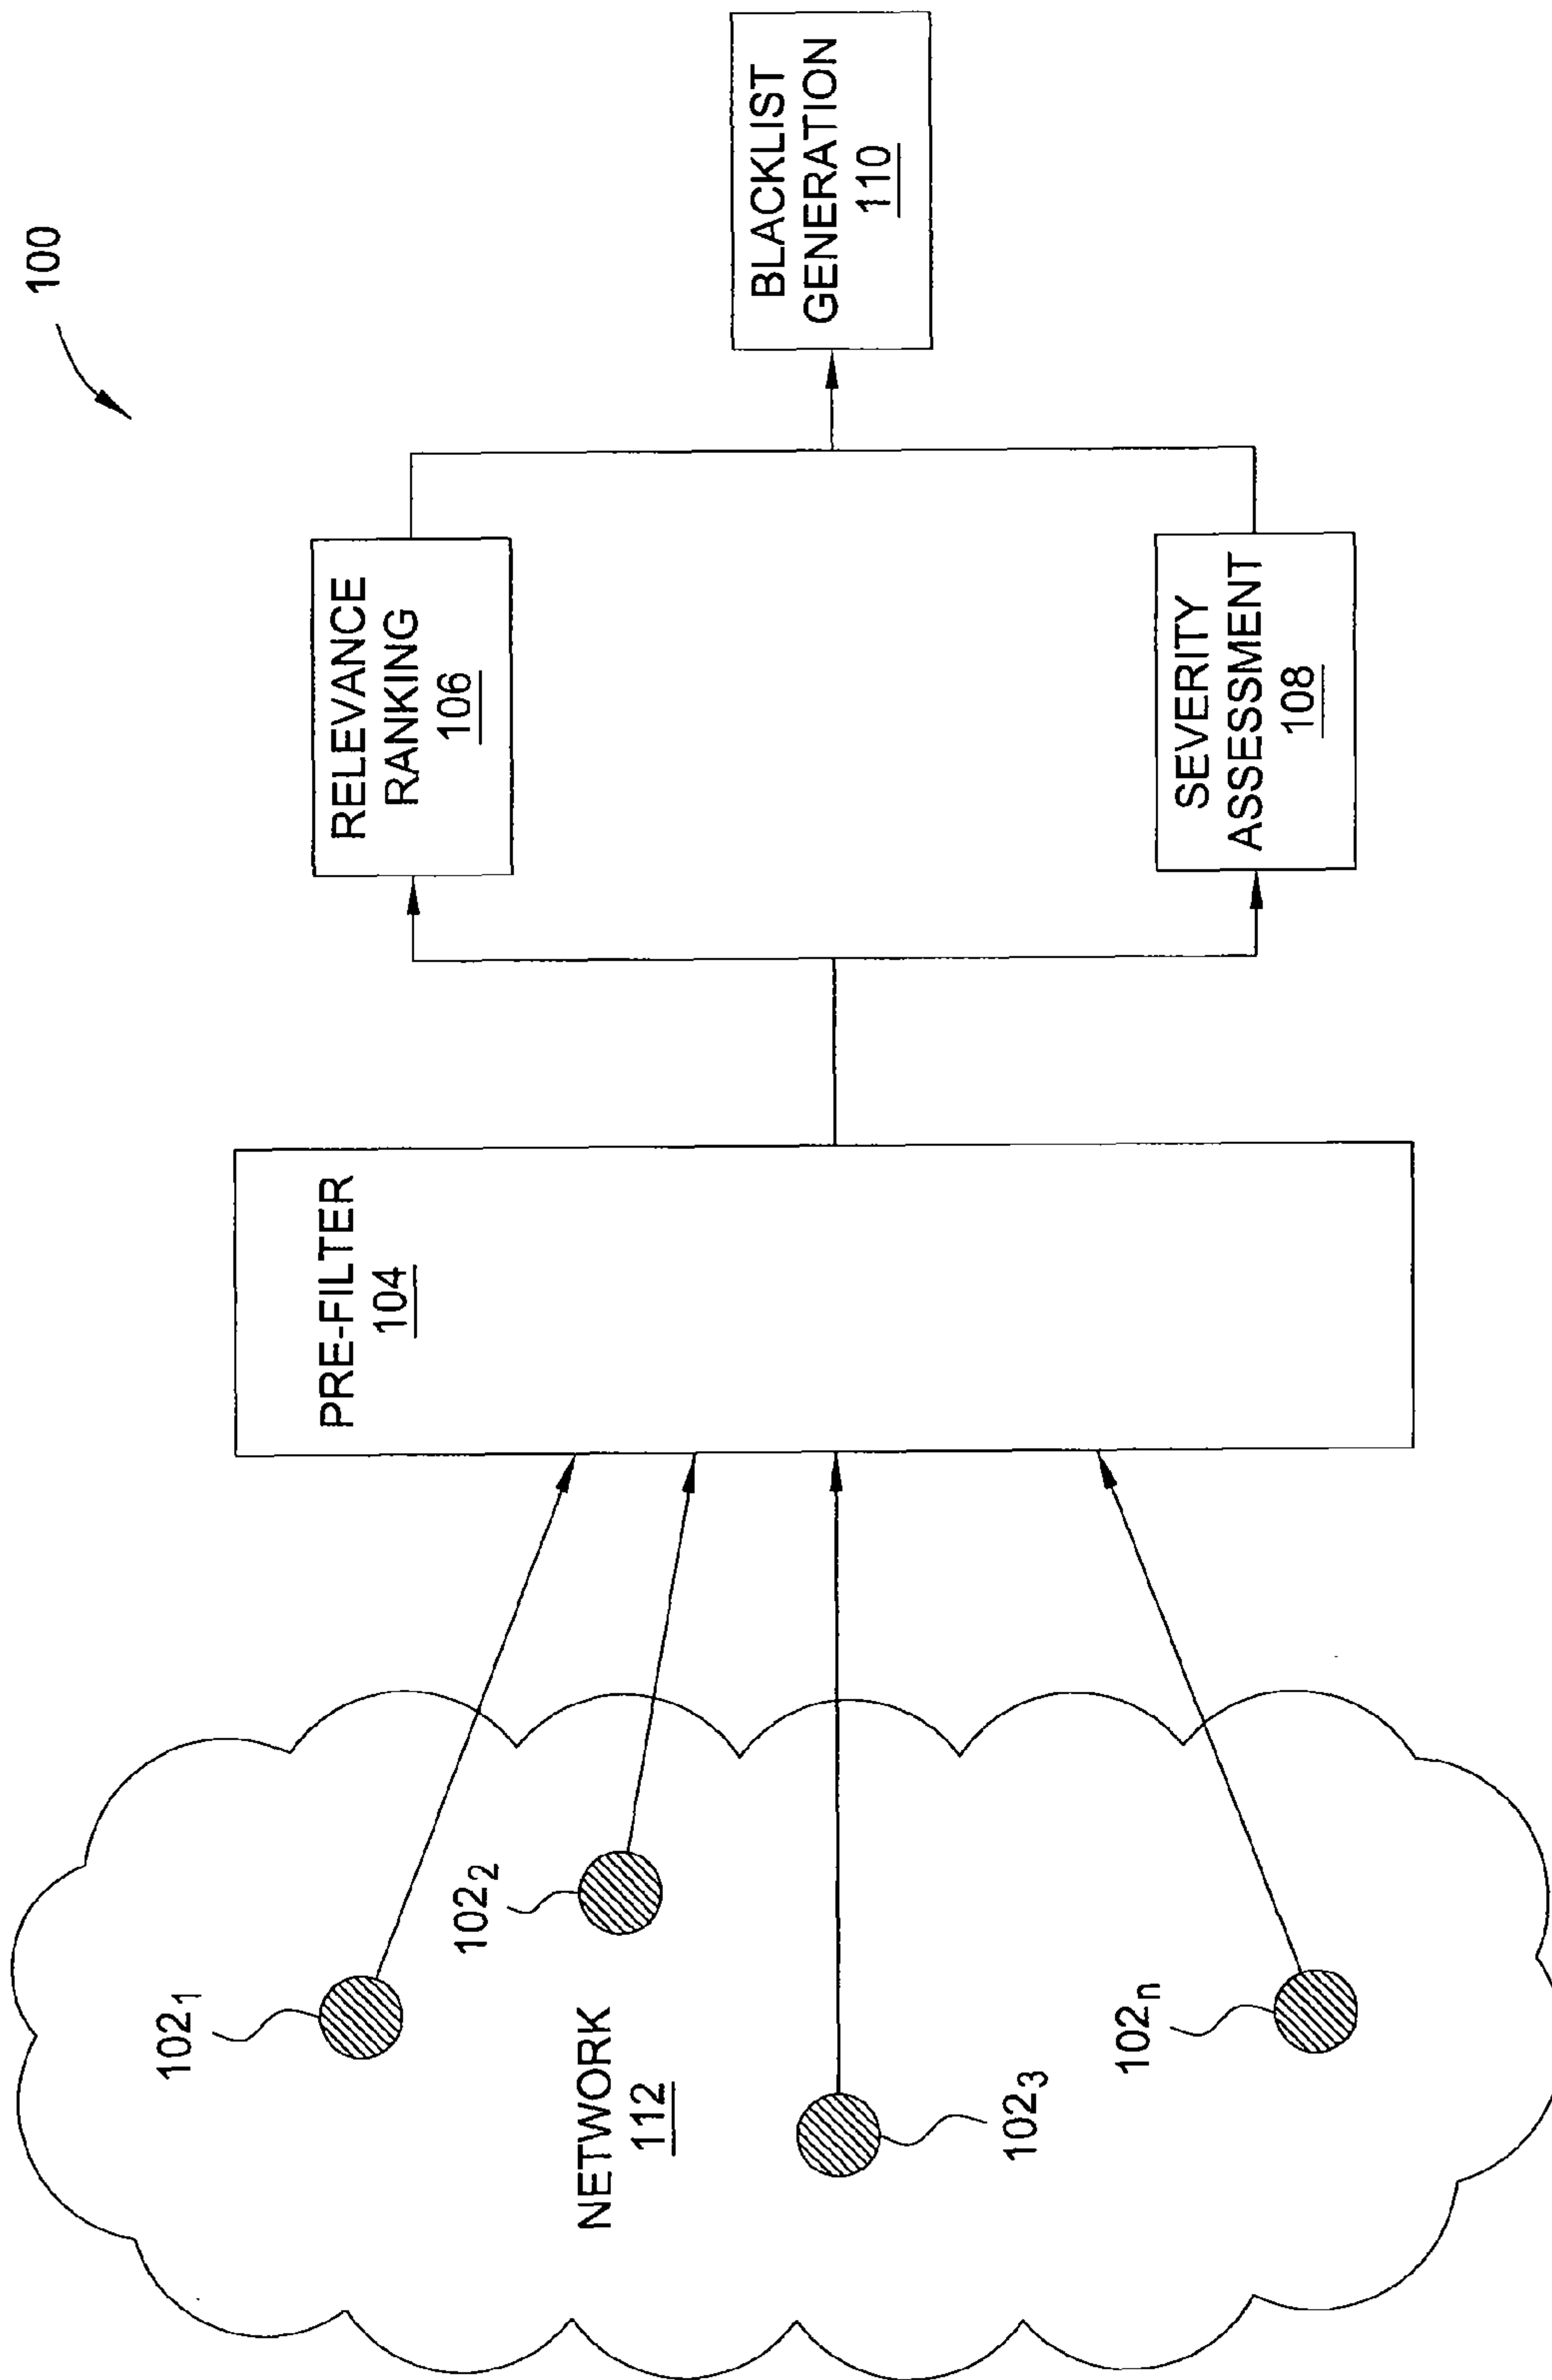 100
102₁
102₂
NETWORK
112
102₃
102ₙ
PRE-FILTER
104
RELEVANCE
RANKING
106
SEVERITY
ASSESSMENT
108
BLACKLIST
GENERATION
110